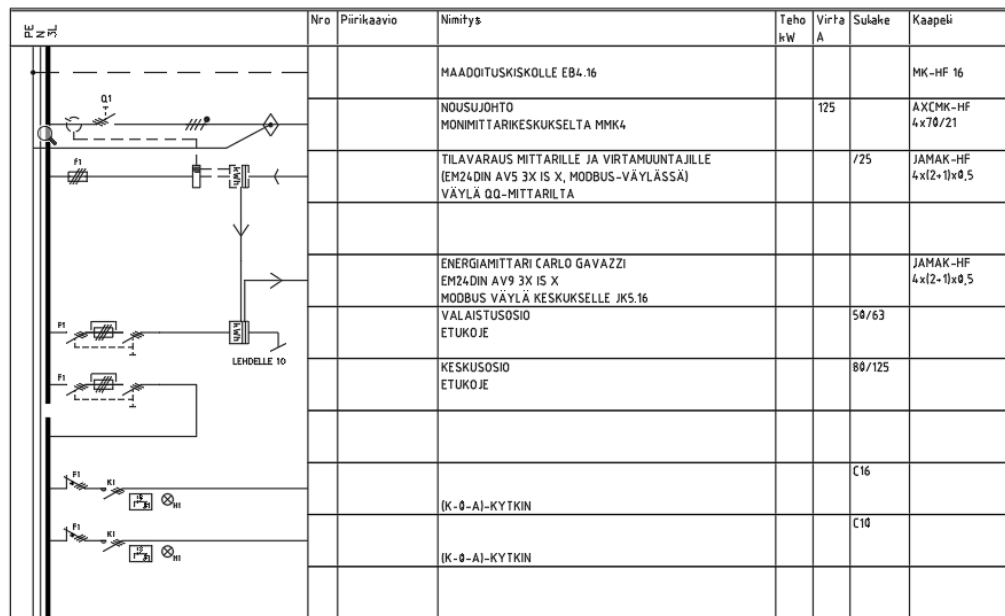 PE
N
3L
Nro Piirikaavio Nimitys Teho kW Virta A Sulake Kaapeli
MAADOITUSKISKOLLE EB4.16 MK-HF 16
Q1
NOUSUJOHTO 125 AXCMK-HF
MONIMITTARIKESKUKSELTA MMK4 4x70/21
F1
kWh
TILAVARAUS MITTARILLE JA VIRTAMUUNTAJILLE /25 JAMAK-HF
(EM24DIN AV5 3X IS X, MODBUS-VÄYLÄSSÄ) 4x(2+1)x0,5
VÄYLÄ QQ-MITTARILTA
ENERGIAMITTARI CARLO GAVAZZI JAMAK-HF
EM24DIN AV9 3X IS X 4x(2+1)x0,5
MODBUS VÄYLÄ KESKUKSELLE JK5.16
F1
kWh
VALAISTUSOSIO 50/63
ETUKOJE
LEHDELLE 10
F1
KESKUSOSIO 80/125
ETUKOJE
F1
K1
H1
C16
(K-0-A)-KYTKIN
F1
K1
H1
C10
(K-0-A)-KYTKIN